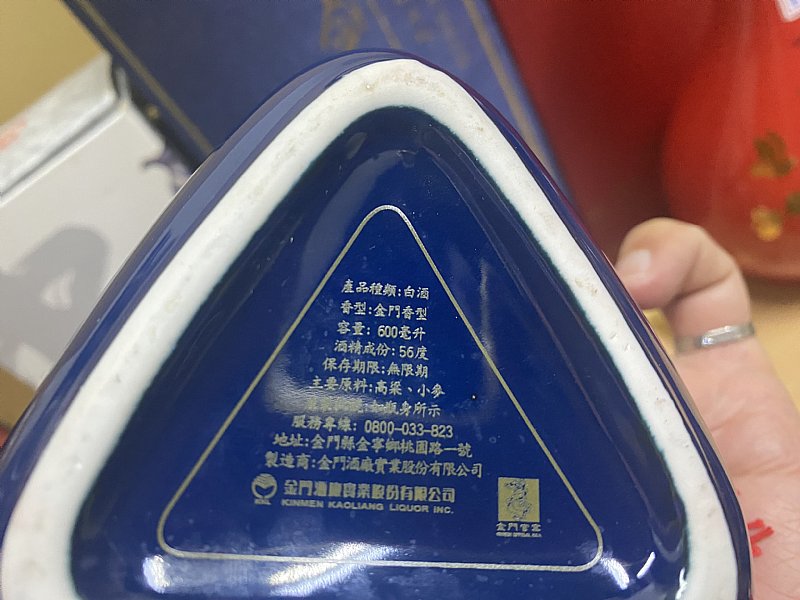 產品種類:白酒
香型:金門香型
容量: 600毫升
酒精成份:56度
保存期限:無限期
主要原料:高粱、小麥
瓶身所示
服務專線: 0800-033-823
地址:金門縣金寧鄉桃園路一號
製造商:金門酒廠實業股份有限公司
金門酒廠實業股份有限公司
KINMEN KAOLIANG LIQUOR INC.
KKL
金門官窯